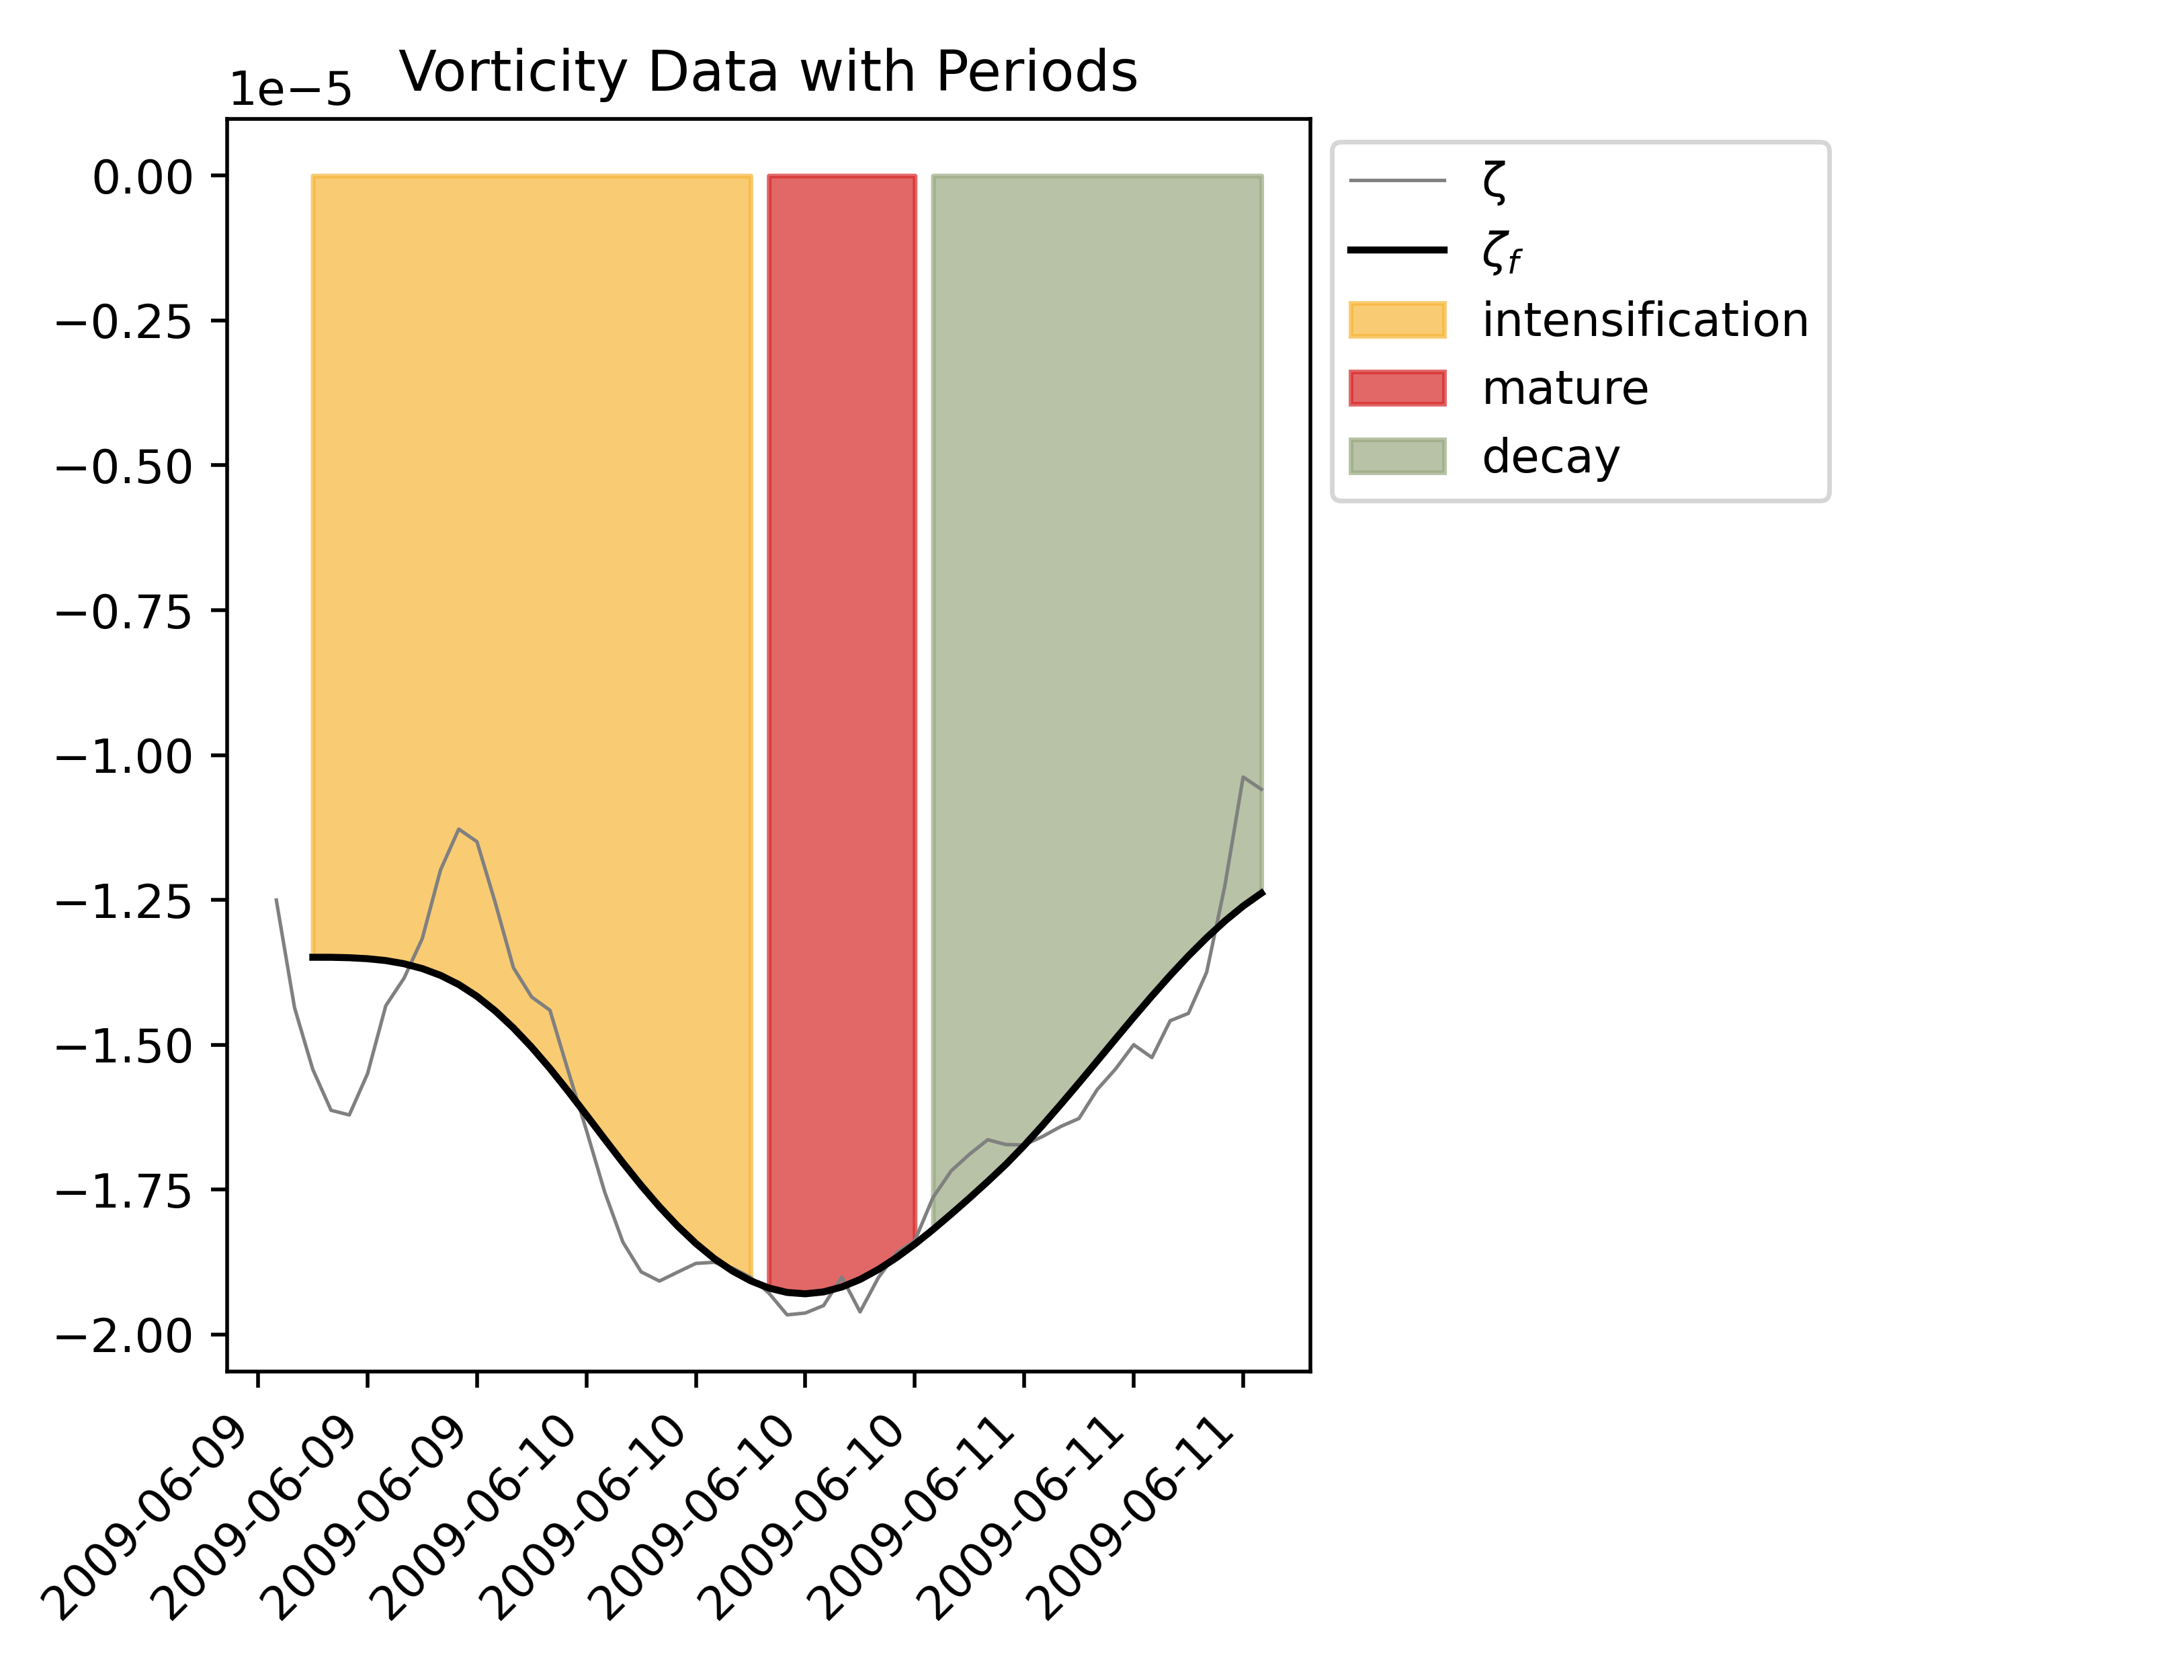 Vorticity Data with Periods
1e−5
0.00
−0.25
−0.50
−0.75
−1.00
−1.25
−1.50
−1.75
−2.00
2009-06-09
2009-06-09
2009-06-09
2009-06-10
2009-06-10
2009-06-10
2009-06-10
2009-06-11
2009-06-11
2009-06-11
ζ
ζf
intensification
mature
decay